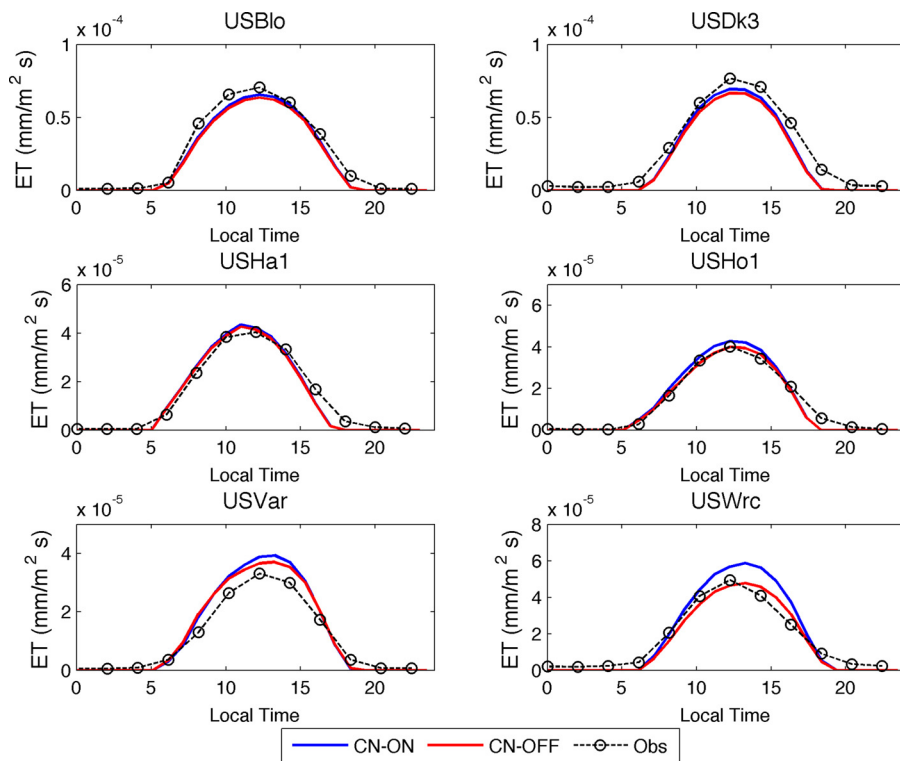 USBlo
x 10^-4
ET (mm/m^2 s)
1
0.5
0
0 5 10 15 20
Local Time
USDk3
x 10^-4
ET (mm/m^2 s)
1
0.5
0
0 5 10 15 20
Local Time
USHa1
x 10^-5
ET (mm/m^2 s)
6
4
2
0
0 5 10 15 20
Local Time
USHo1
x 10^-5
ET (mm/m^2 s)
6
4
2
0
0 5 10 15 20
Local Time
USVar
x 10^-5
ET (mm/m^2 s)
4
2
0
0 5 10 15 20
Local Time
USWrc
x 10^-5
ET (mm/m^2 s)
8
6
4
2
0
0 5 10 15 20
Local Time
CN-ON CN-OFF Obs